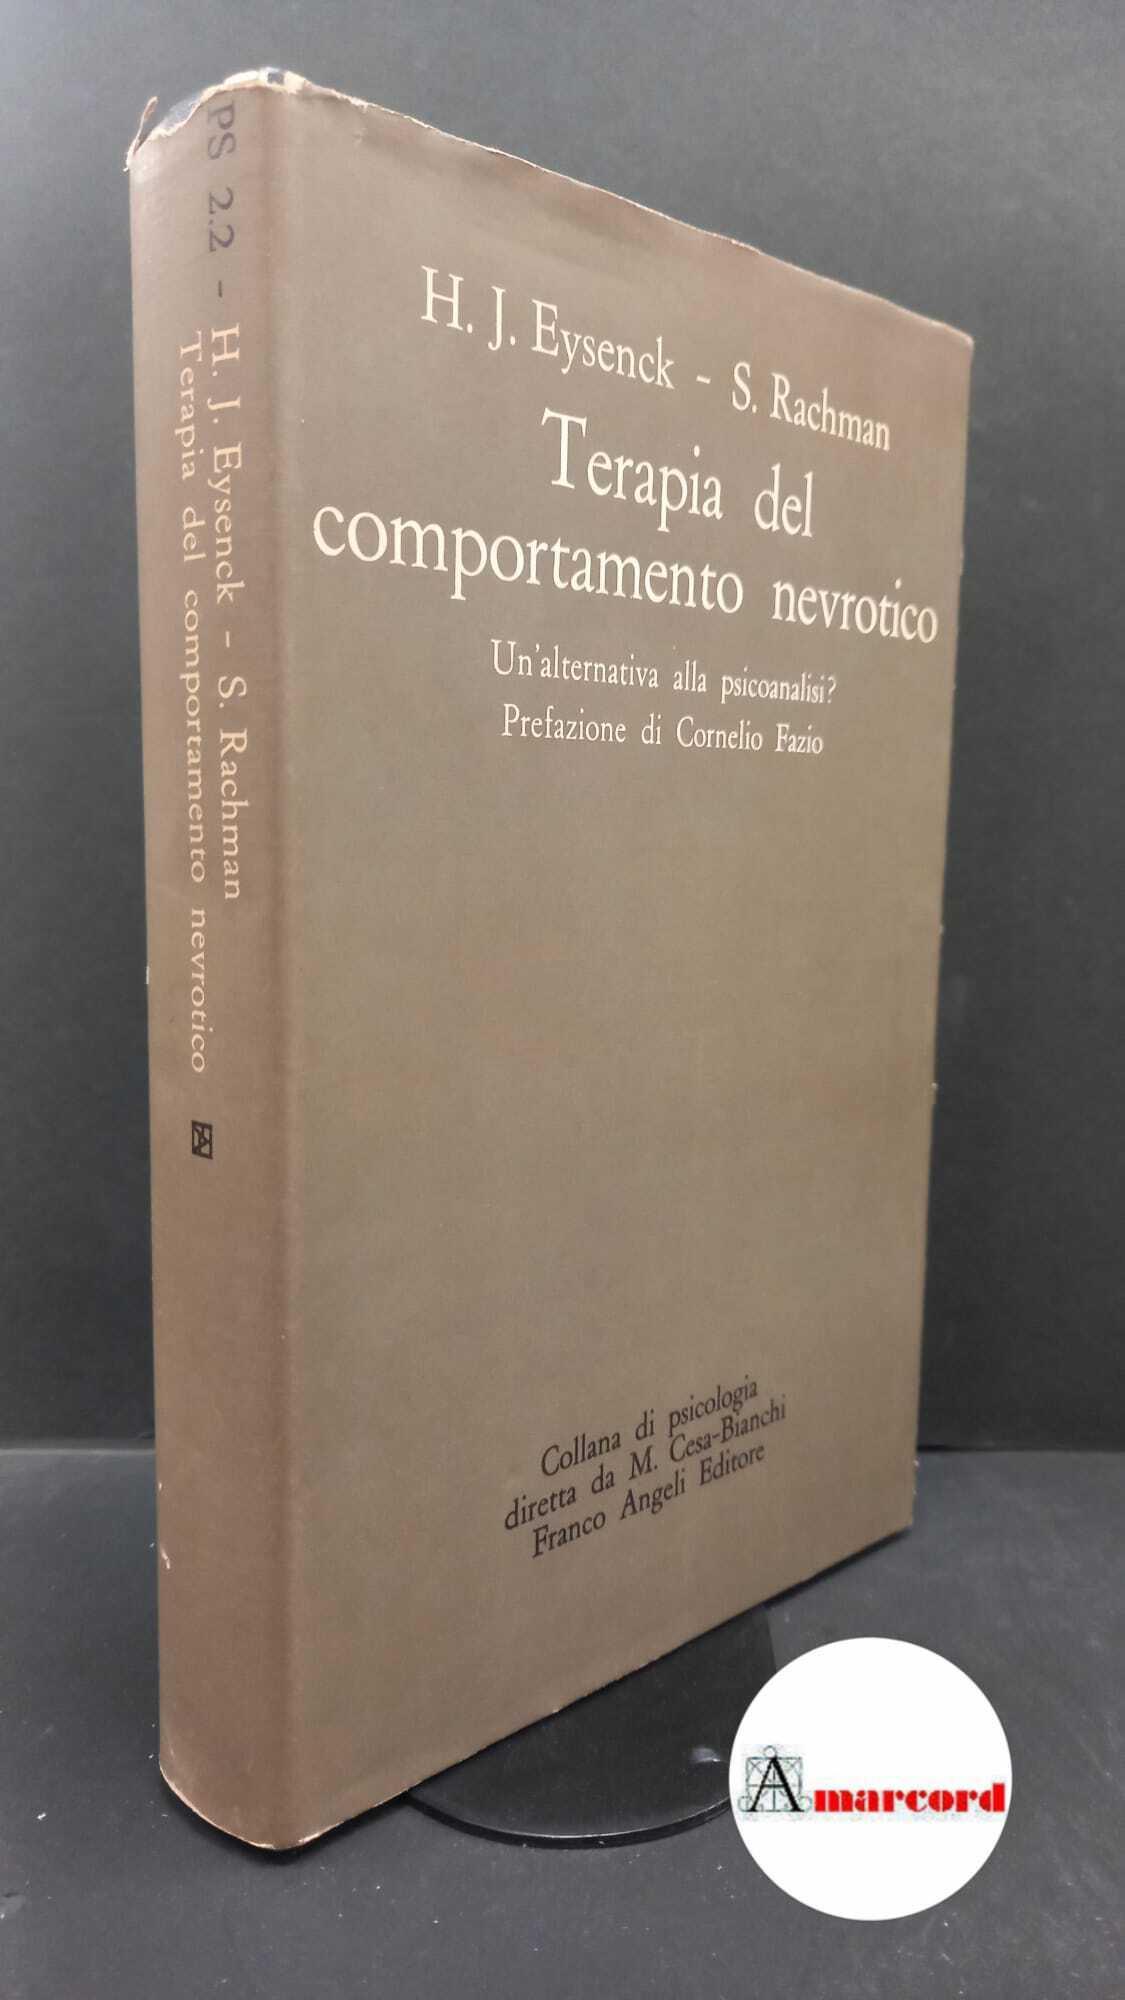 PS 2.2 - H. J. Eysenck - S. Rachman
Terapia del comportamento nevrotico
H. J. Eysenck - S. Rachman
Terapia del
comportamento nevrotico
Un'alternativa alla psicoanalisi?
Prefazione di Cornelio Fazio
Collana di psicologia
diretta da M. Cesa-Bianchi
Franco Angeli Editore
Amarcord